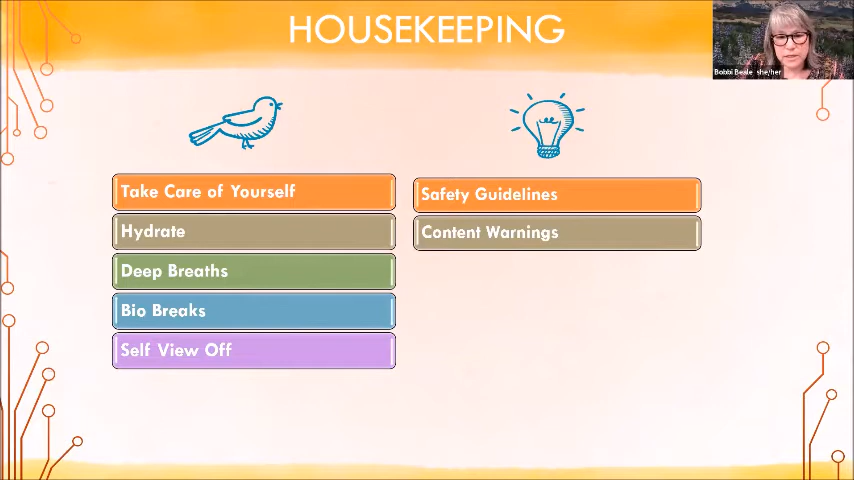 HOUSEKEEPING
Bobbi Beale she/her
Take Care of Yourself
Hydrate
Deep Breaths
Bio Breaks
Self View Off
Safety Guidelines
Content Warnings